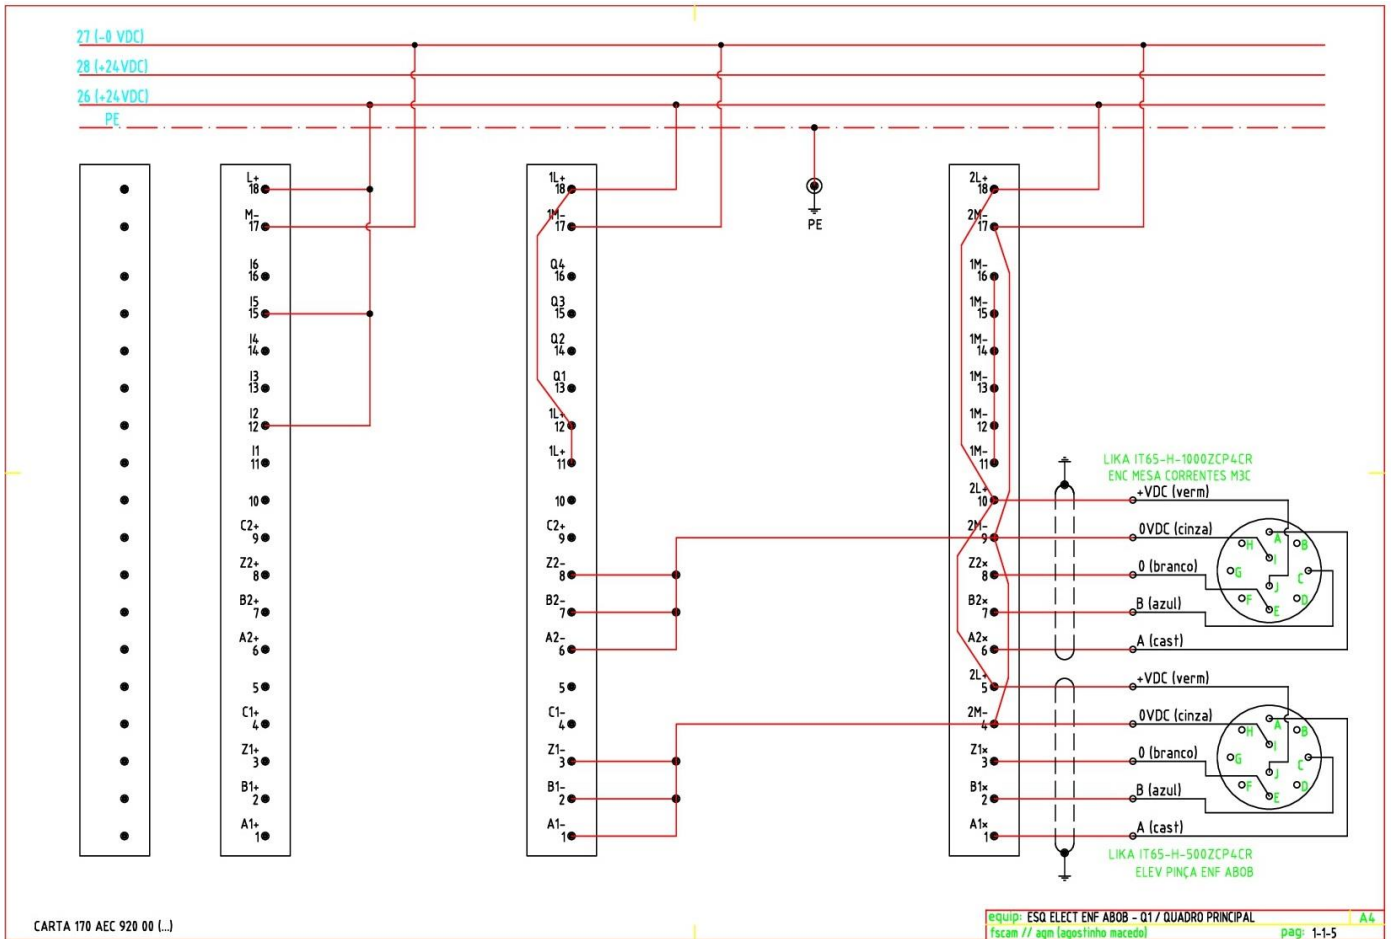 27 (-0 VDC)
28 (+24VDC)
26 (+24VDC)
PE
L+
18
M-
17
I6
16
I5
15
I4
14
I3
13
I2
12
I1
11
10
C2+
9
Z2+
8
B2+
7
A2+
6
5
C1+
4
Z1+
3
B1+
2
A1+
1
1L+
18
1M-
17
Q4
16
Q3
15
Q2
14
Q1
13
1L+
12
1L+
11
10
C2+
9
Z2-
8
B2-
7
A2-
6
5
C1-
4
Z1-
3
B1-
2
A1-
1
PE
2L+
18
2M-
17
1M-
16
1M-
15
1M-
14
1M-
13
1M-
12
1M-
11
2L+
10
2M-
9
Z2×
8
B2×
7
A2×
6
2L+
5
2M-
4
Z1×
3
B1×
2
A1×
1
LIKA IT65-H-1000ZCP4CR
ENC MESA CORRENTES M3C
+VDC (verm)
0VDC (cinza)
0 (branco)
B (azul)
A (cast)
A
B
C
D
E
F
G
H
I
J
+VDC (verm)
0VDC (cinza)
0 (branco)
B (azul)
A (cast)
A
B
C
D
E
F
G
H
I
J
LIKA IT65-H-500ZCP4CR
ELEV PINÇA ENF ABOB
CARTA 170 AEC 920 00 (...)
equip: ESQ ELECT ENF ABOB - Q1 / QUADRO PRINCIPAL A4
fscam // agm (agostinho macedo) pag: 1-1-5